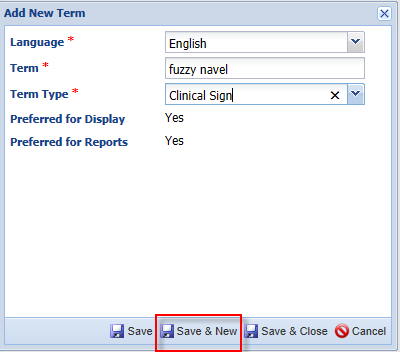 Add New Term
Language * English
Term * fuzzy navel
Term Type * Clinical Sign
Preferred for Display Yes
Preferred for Reports Yes
Save Save & New Save & Close Cancel